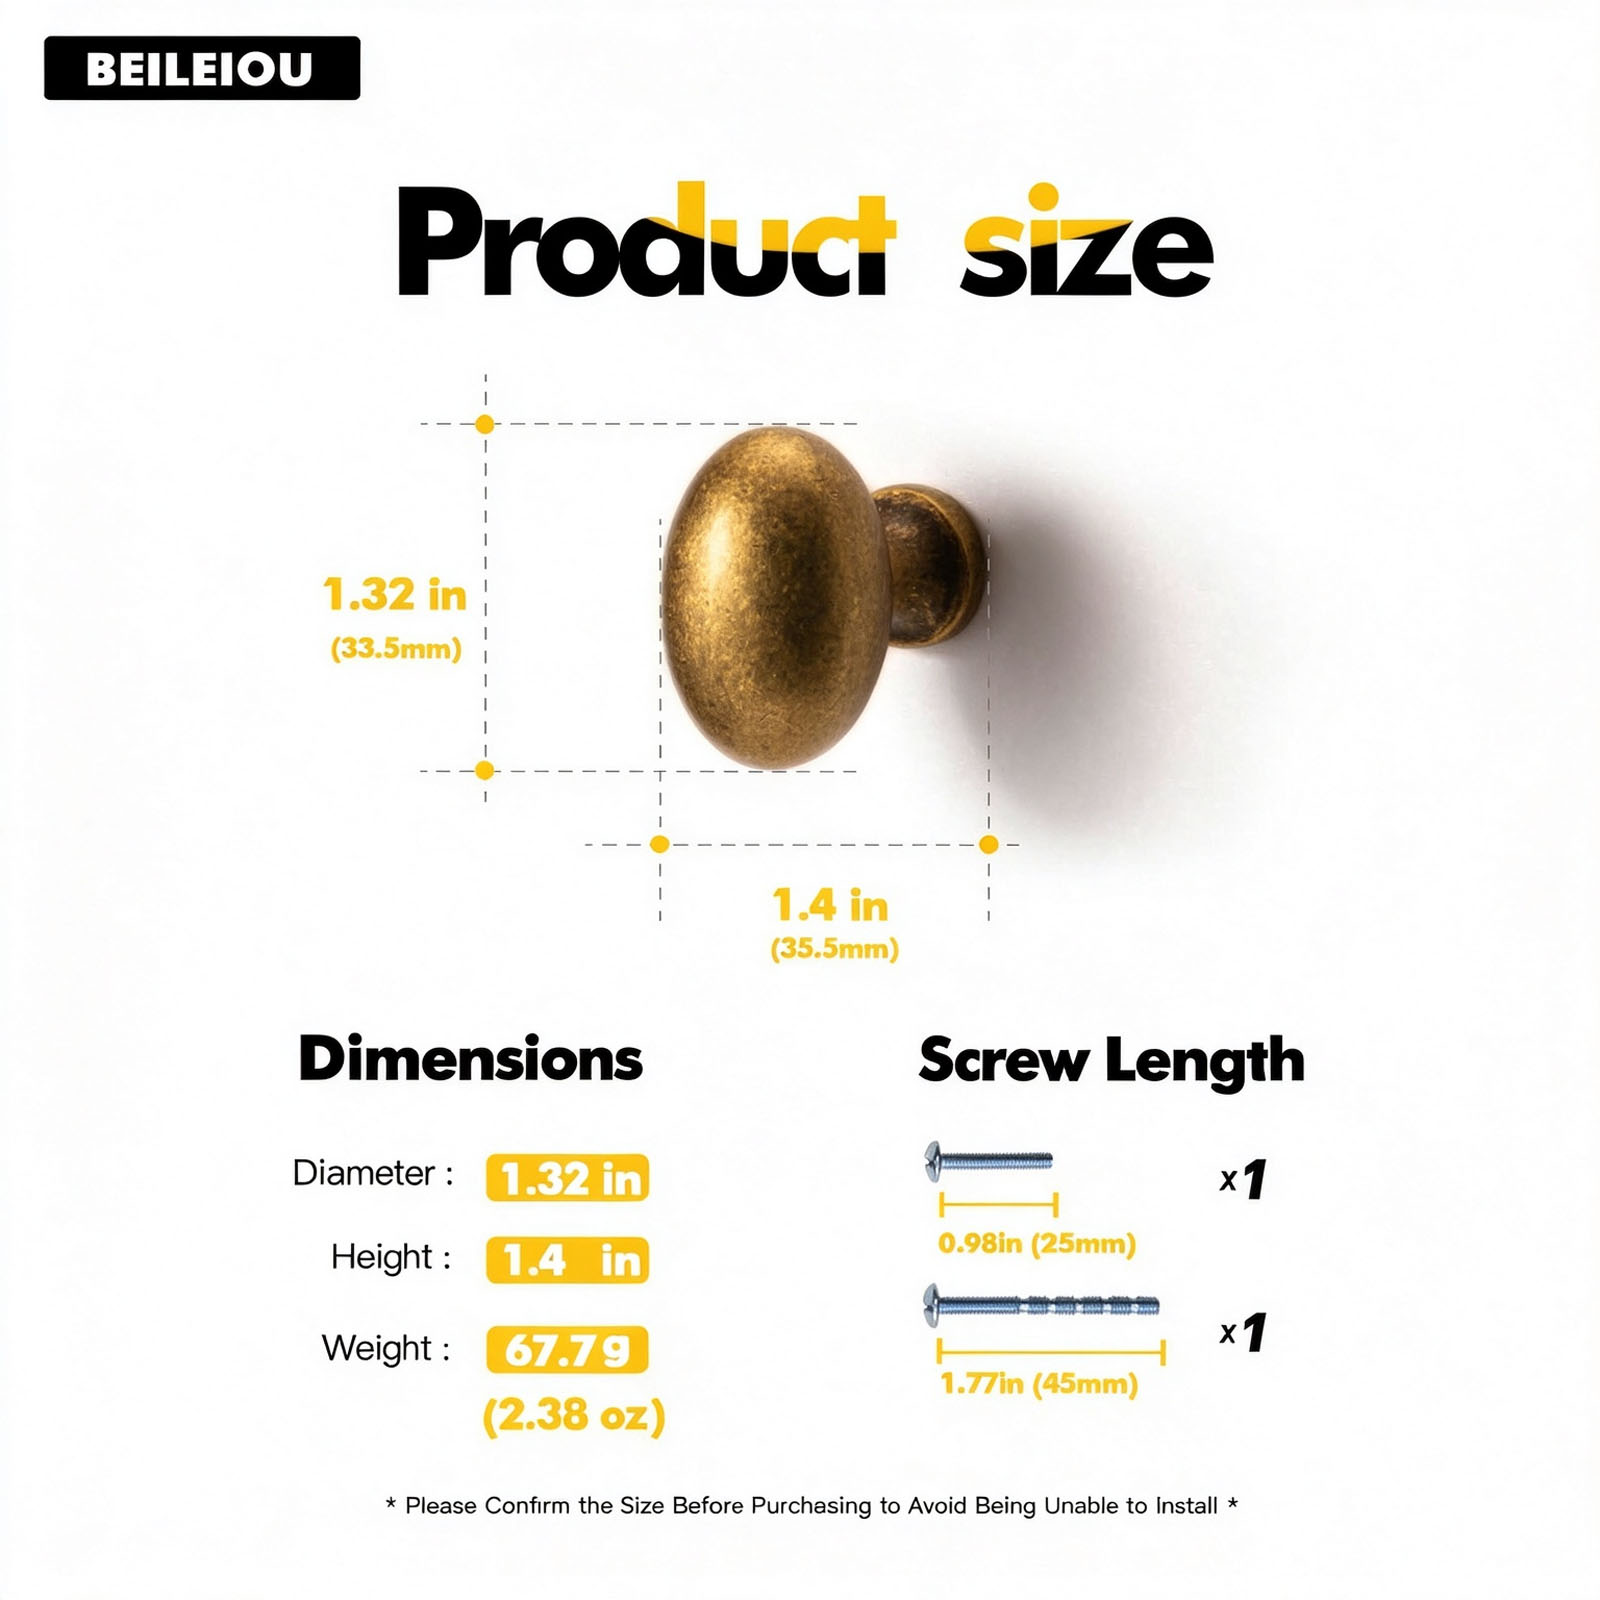 BEILEIOU
Product size
1.32 in
(33.5mm)
1.4 in
(35.5mm)
Dimensions
Diameter : 1.32 in
Height : 1.4 in
Weight : 67.7g
(2.38 oz)
Screw Length
x1
0.98in (25mm)
x1
1.77in (45mm)
* Please Confirm the Size Before Purchasing to Avoid Being Unable to Install *